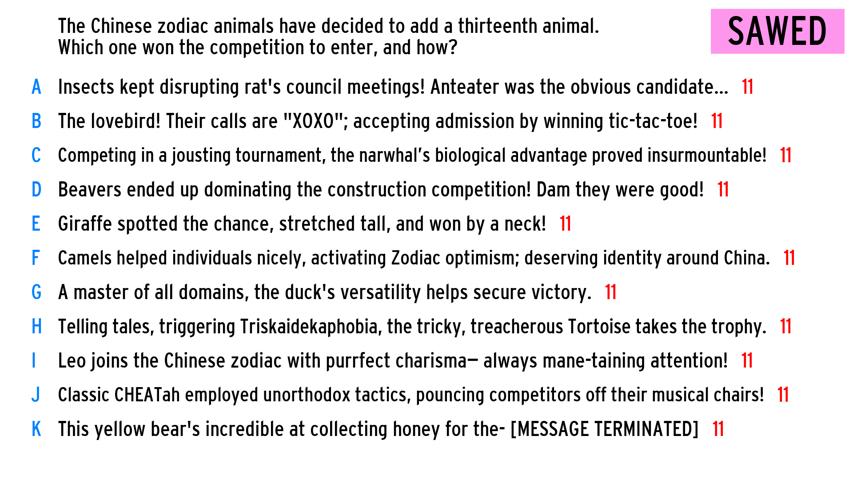 The Chinese zodiac animals have decided to add a thirteenth animal.
Which one won the competition to enter, and how?
SAWED
A Insects kept disrupting rat's council meetings! Anteater was the obvious candidate... 11
B The lovebird! Their calls are "XOXO"; accepting admission by winning tic-tac-toe! 11
C Competing in a jousting tournament, the narwhal’s biological advantage proved insurmountable! 11
D Beavers ended up dominating the construction competition! Dam they were good! 11
E Giraffe spotted the chance, stretched tall, and won by a neck! 11
F Camels helped individuals nicely, activating Zodiac optimism; deserving identity around China. 11
G A master of all domains, the duck's versatility helps secure victory. 11
H Telling tales, triggering Triskaidekaphobia, the tricky, treacherous Tortoise takes the trophy. 11
I Leo joins the Chinese zodiac with purrfect charisma— always mane-taining attention! 11
J Classic CHEATah employed unorthodox tactics, pouncing competitors off their musical chairs! 11
K This yellow bear's incredible at collecting honey for the- [MESSAGE TERMINATED] 11